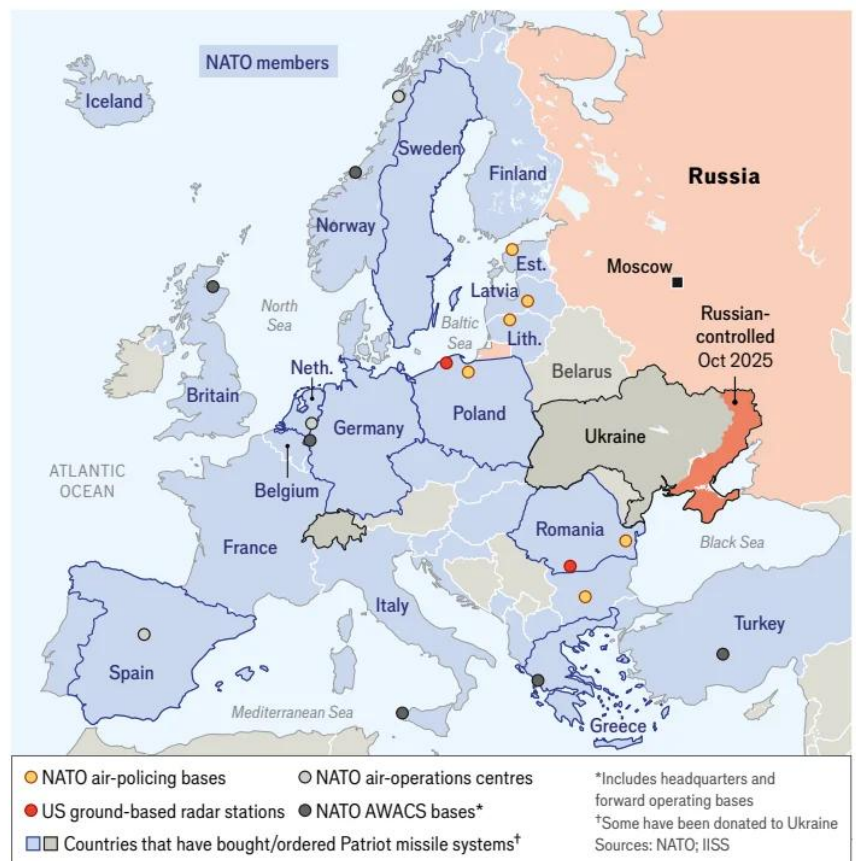 NATO members
Iceland
Sweden
Finland
Russia
Norway
Est.
Moscow
Latvia
North
Sea
Baltic
Sea
Lith.
Russian-
controlled
Oct 2025
Neth.
Belarus
Britain
Germany
Poland
Ukraine
ATLANTIC
OCEAN
Belgium
France
Romania
Black Sea
Italy
Turkey
Spain
Mediterranean Sea
Greece
NATO air-policing bases
NATO air-operations centres
US ground-based radar stations
NATO AWACS bases*
Countries that have bought/ordered Patriot missile systems†
*Includes headquarters and
forward operating bases
†Some have been donated to Ukraine
Sources: NATO; IISS